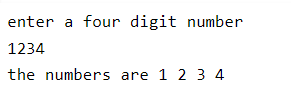 enter a four digit number
1234
the numbers are 1 2 3 4